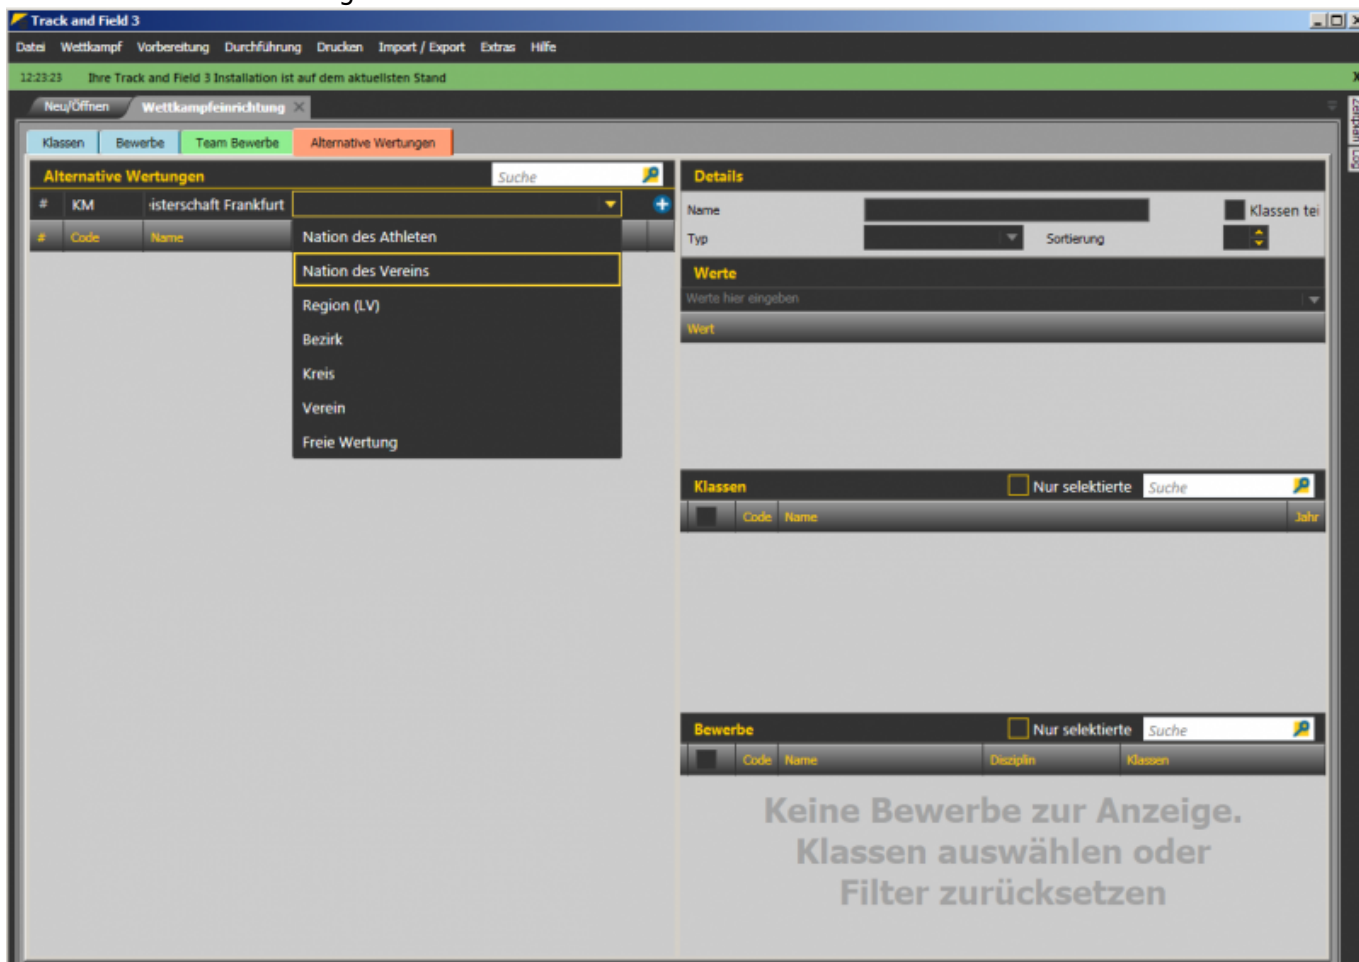 Track and Field 3
Datei Wettkampf Vorbereitung Durchführung Drucken Import / Export Extras Hilfe
12:23:23 Ihre Track and Field 3 Installation ist auf dem aktuellsten Stand X
Neu/Öffnen Wettkampfeinrichtung
Zeitplan Log
Klassen Bewerbe Team Bewerbe Alternative Wertungen
Alternative Wertungen Suche
# KM isterschaft Frankfurt
# Code Name
Nation des Athleten
Nation des Vereins
Region (LV)
Bezirk
Kreis
Verein
Freie Wertung
Details
Name Klassen tei
Typ Sortierung
Werte
Werte hier eingeben
Wert
Klassen Nur selektierte Suche
Code Name Jahr
Bewerbe Nur selektierte Suche
Code Name Disziplin Klassen
Keine Bewerbe zur Anzeige.
Klassen auswählen oder
Filter zurücksetzen